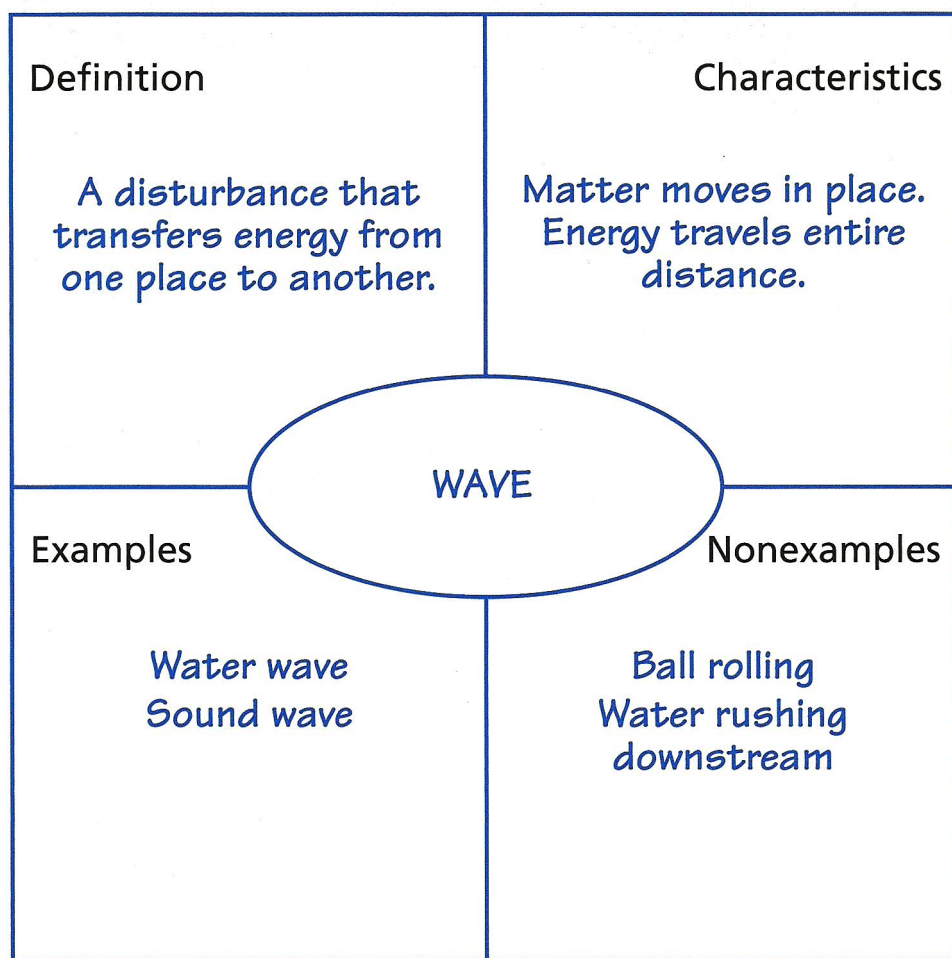 Definition
A disturbance that
transfers energy from
one place to another.
Characteristics
Matter moves in place.
Energy travels entire
distance.
WAVE
Examples
Water wave
Sound wave
Nonexamples
Ball rolling
Water rushing
downstream